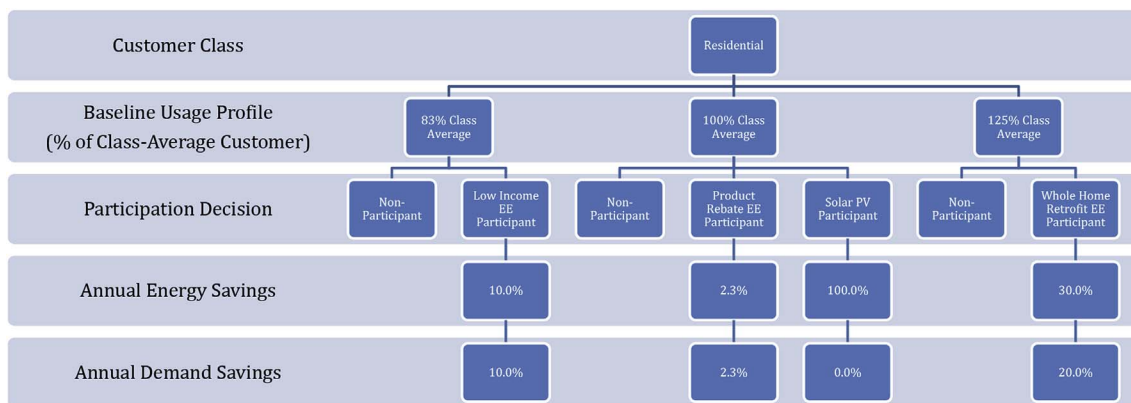 Customer Class
Residential
Baseline Usage Profile
(% of Class-Average Customer)
83% Class
Average
100% Class
Average
125% Class
Average
Participation Decision
Non-
Participant
Low Income
EE
Participant
Non-
Participant
Product
Rebate EE
Participant
Solar PV
Participant
Non-
Participant
Whole Home
Retrofit EE
Participant
Annual Energy Savings
10.0%
2.3%
100.0%
30.0%
Annual Demand Savings
10.0%
2.3%
0.0%
20.0%